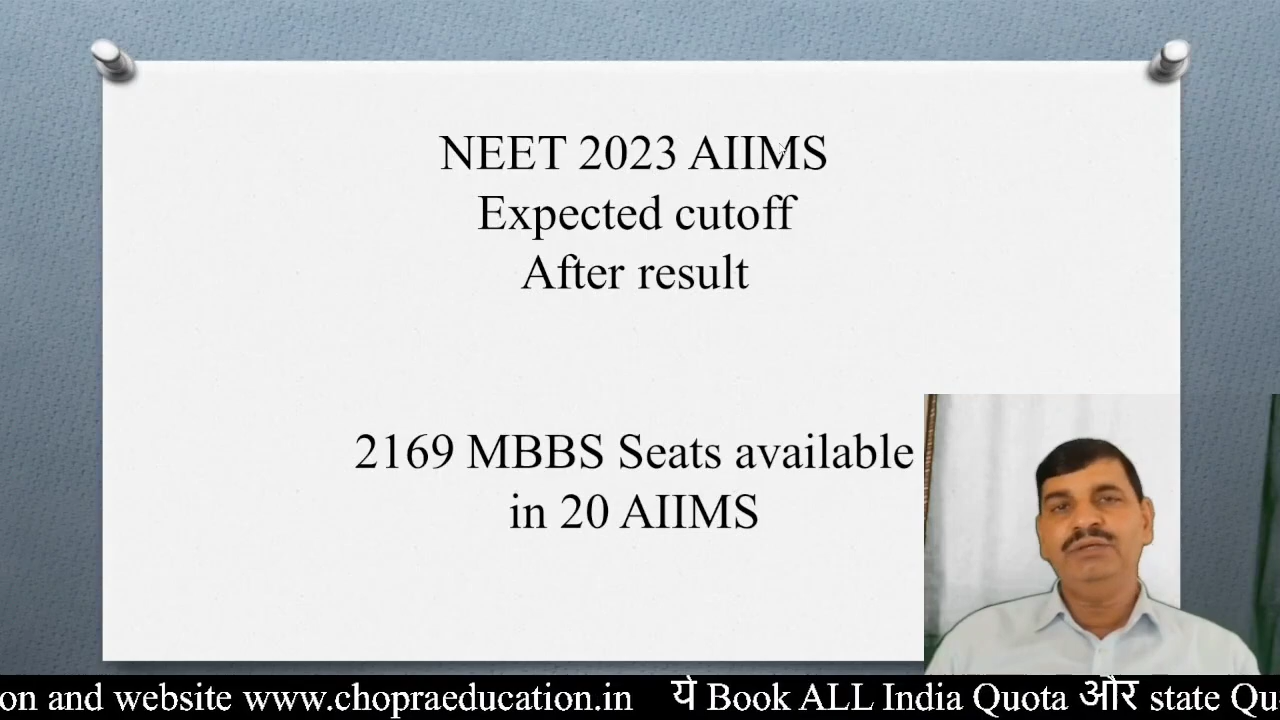 NEET 2023 AIIMS
Expected cutoff
After result
2169 MBBS Seats available
in 20 AIIMS
on and website www.chopraeducation.in ये Book ALL India Quota और state Qu